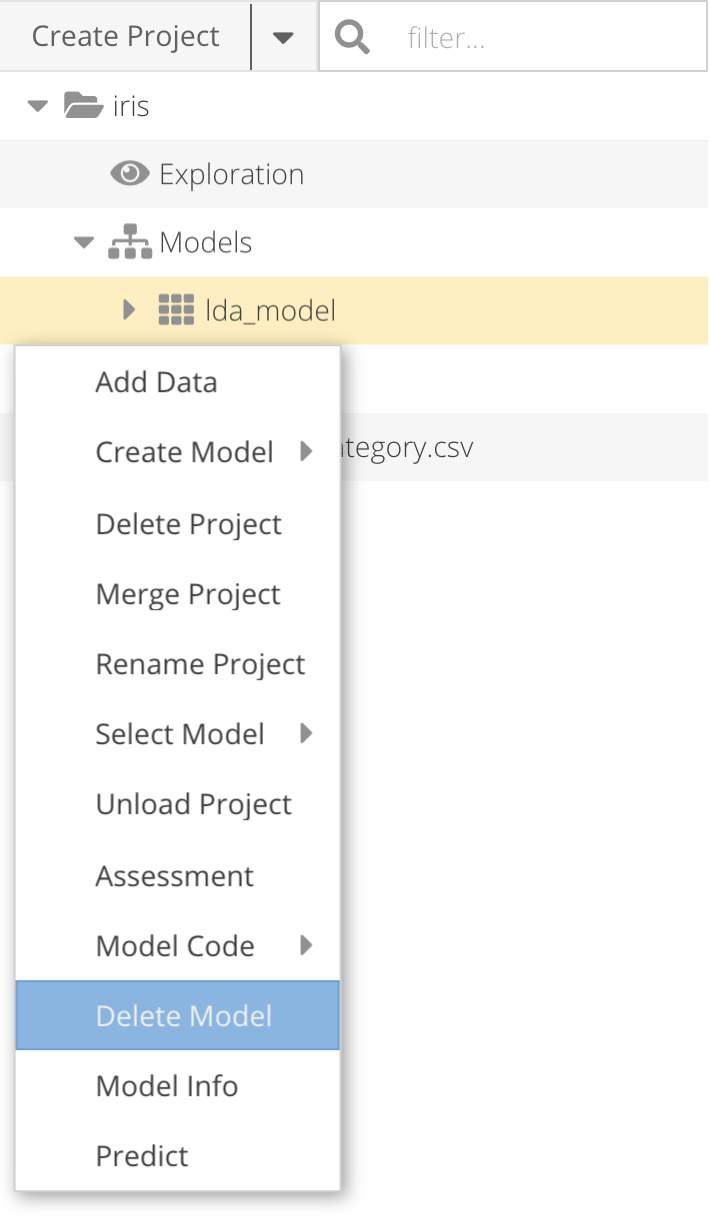 Create Project
filter...
iris
Exploration
Models
lda_model
Add Data
Create Model
tegory.csv
Delete Project
Merge Project
Rename Project
Select Model
Unload Project
Assessment
Model Code
Delete Model
Model Info
Predict